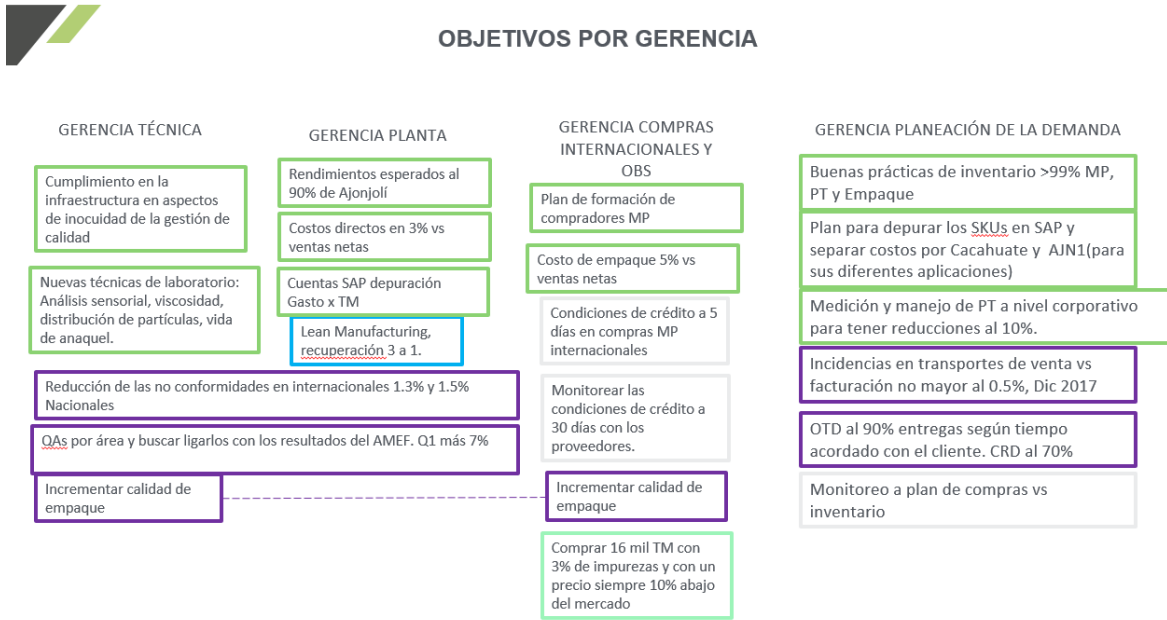 OBJETIVOS POR GERENCIA
GERENCIA TÉCNICA
Cumplimiento en la
infraestructura en aspectos
de inocuidad de la gestión de
calidad
Nuevas técnicas de laboratorio:
Análisis sensorial, viscosidad,
distribución de partículas, vida
de anaquel.
GERENCIA PLANTA
Rendimientos esperados al
90% de Ajonjolí
Costos directos en 3% vs
ventas netas
Cuentas SAP depuración
Gasto x TM
Lean Manufacturing,
recuperación 3 a 1.
Reducción de las no conformidades en internacionales 1.3% y 1.5%
Nacionales
QAs por área y buscar ligarlos con los resultados del AMEF. Q1 más 7%
Incrementar calidad de
empaque
GERENCIA COMPRAS
INTERNACIONALES Y
OBS
Plan de formación de
compradores MP
Costo de empaque 5% vs
ventas netas
Condiciones de crédito a 5
días en compras MP
internacionales
Monitorear las
condiciones de crédito a
30 días con los
proveedores.
Incrementar calidad de
empaque
Comprar 16 mil TM con
3% de impurezas y con un
precio siempre 10% abajo
del mercado
GERENCIA PLANEACIÓN DE LA DEMANDA
Buenas prácticas de inventario >99% MP,
PT y Empaque
Plan para depurar los SKUs en SAP y
separar costos por Cacahuate y AJN1(para
sus diferentes aplicaciones)
Medición y manejo de PT a nivel corporativo
para tener reducciones al 10%.
Incidencias en transportes de venta vs
facturación no mayor al 0.5%, Dic 2017
OTD al 90% entregas según tiempo
acordado con el cliente. CRD al 70%
Monitoreo a plan de compras vs
inventario